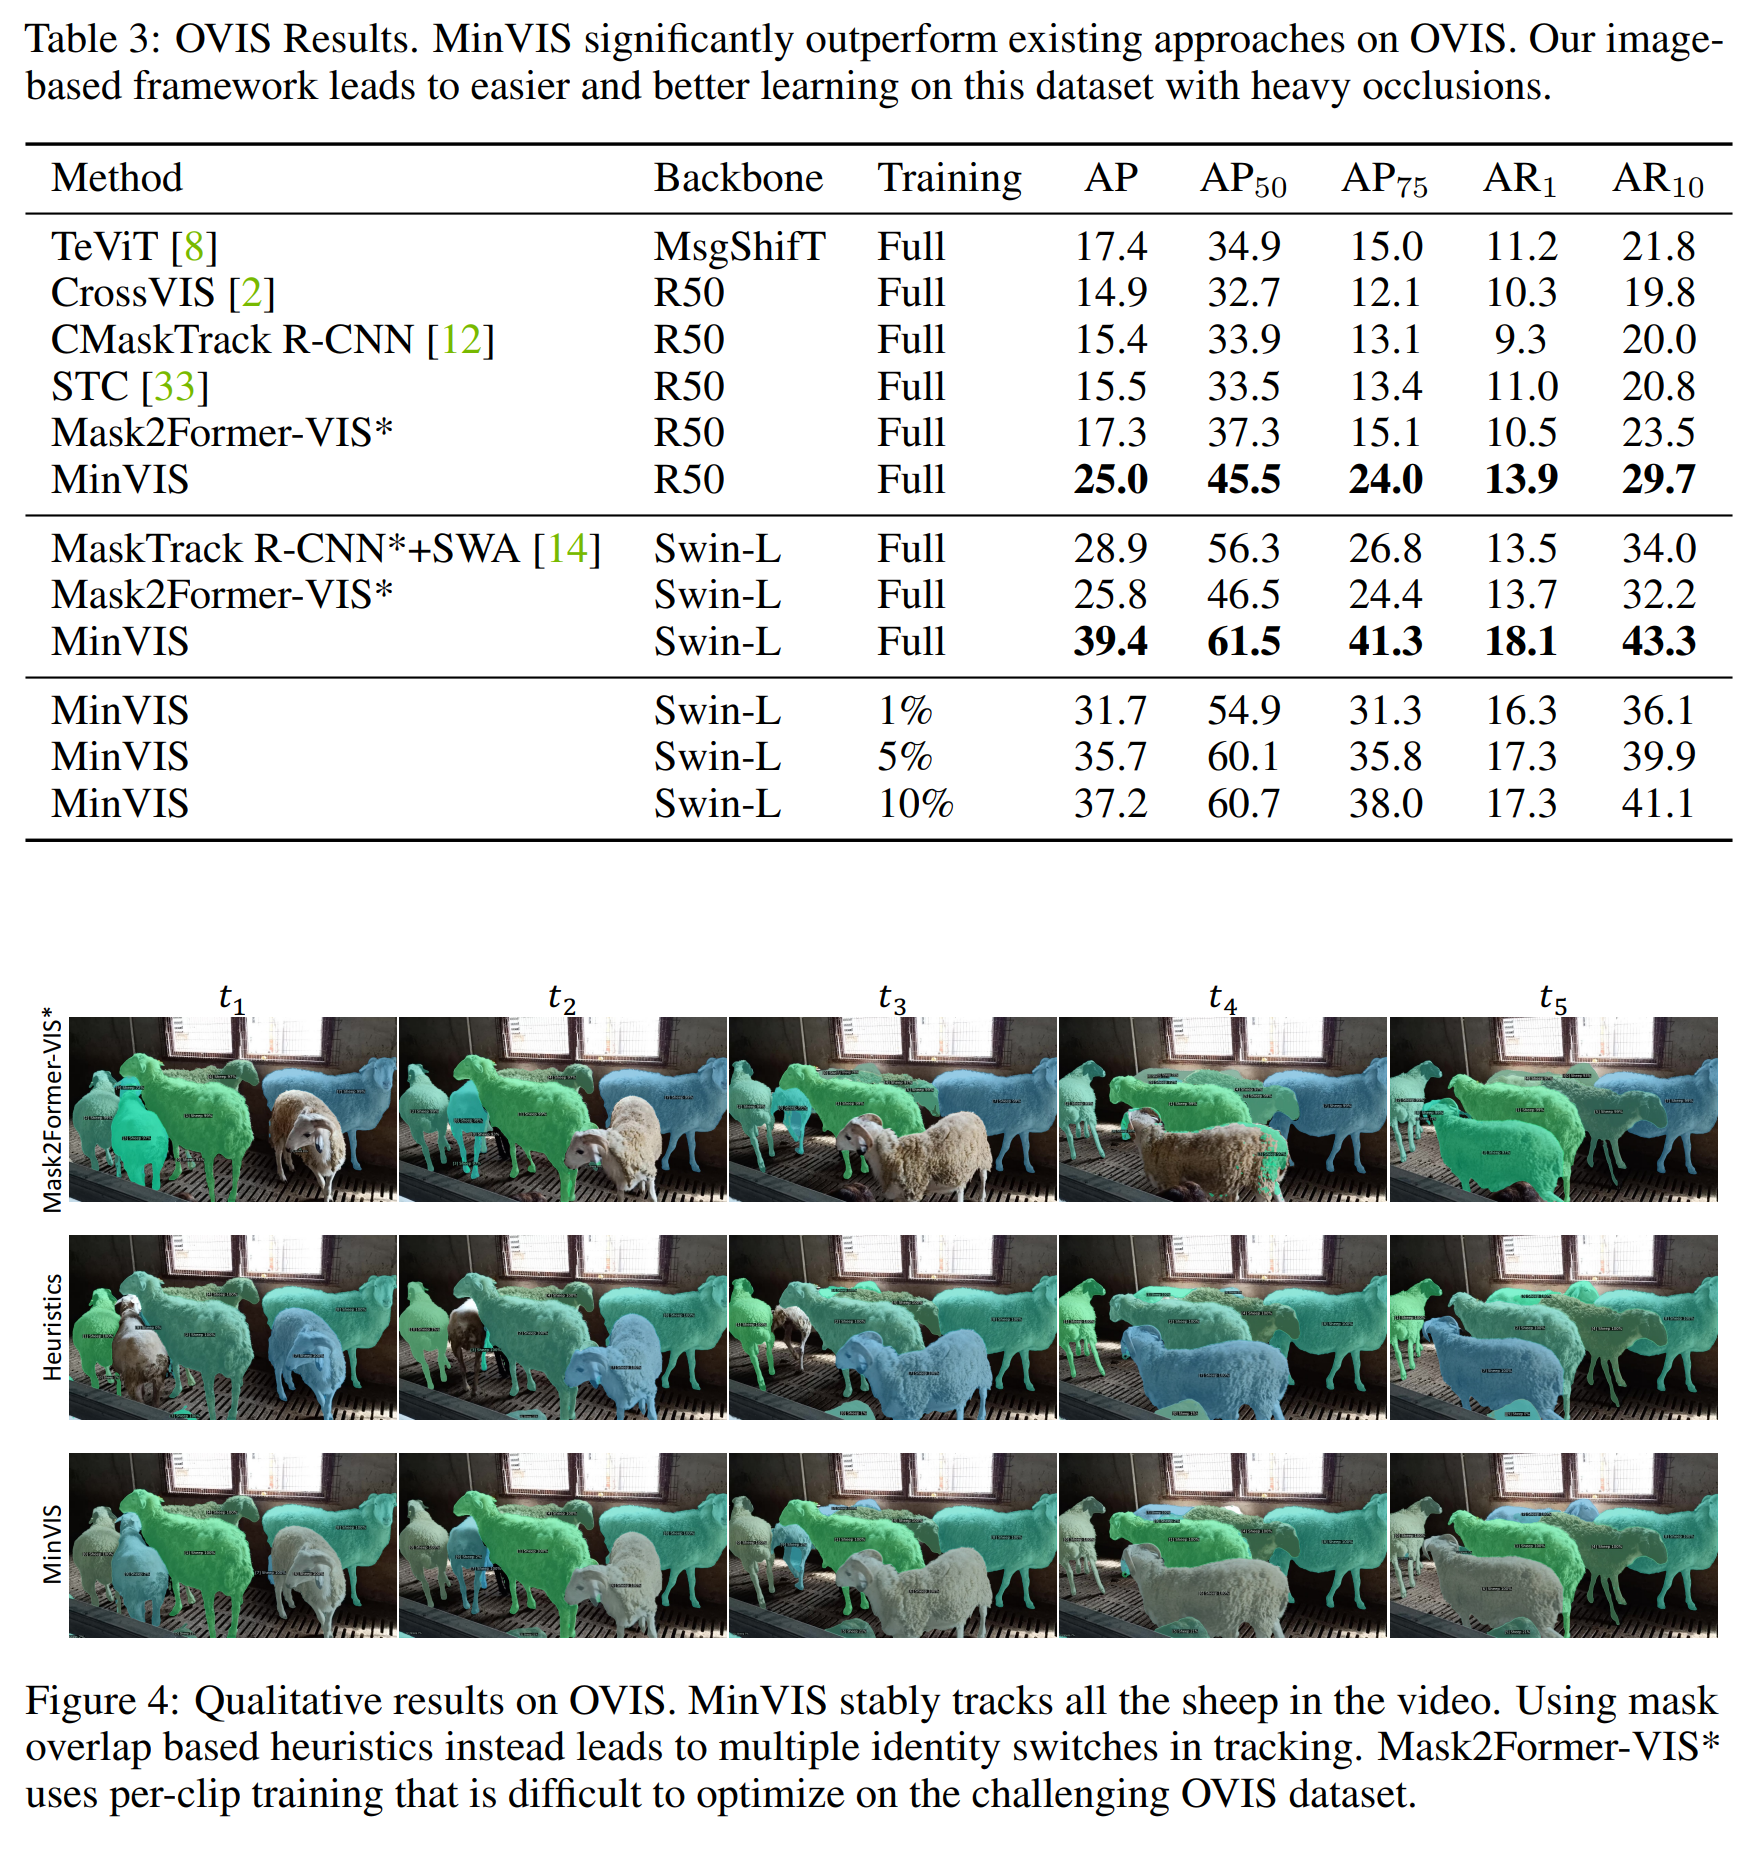 Table 3: OVIS Results. MinVIS significantly outperform existing approaches on OVIS. Our image-
based framework leads to easier and better learning on this dataset with heavy occlusions.
Method Backbone Training AP AP50 AP75 AR1 AR10
TeViT [8] MsgShifT Full 17.4 34.9 15.0 11.2 21.8
CrossVIS [2] R50 Full 14.9 32.7 12.1 10.3 19.8
CMaskTrack R-CNN [12] R50 Full 15.4 33.9 13.1 9.3 20.0
STC [33] R50 Full 15.5 33.5 13.4 11.0 20.8
Mask2Former-VIS* R50 Full 17.3 37.3 15.1 10.5 23.5
MinVIS R50 Full 25.0 45.5 24.0 13.9 29.7
MaskTrack R-CNN*+SWA [14] Swin-L Full 28.9 56.3 26.8 13.5 34.0
Mask2Former-VIS* Swin-L Full 25.8 46.5 24.4 13.7 32.2
MinVIS Swin-L Full 39.4 61.5 41.3 18.1 43.3
MinVIS Swin-L 1% 31.7 54.9 31.3 16.3 36.1
MinVIS Swin-L 5% 35.7 60.1 35.8 17.3 39.9
MinVIS Swin-L 10% 37.2 60.7 38.0 17.3 41.1
t1 t2 t3 t4 t5
Mask2Former-VIS*
Heuristics
MinVIS
Figure 4: Qualitative results on OVIS. MinVIS stably tracks all the sheep in the video. Using mask
overlap based heuristics instead leads to multiple identity switches in tracking. Mask2Former-VIS*
uses per-clip training that is difficult to optimize on the challenging OVIS dataset.